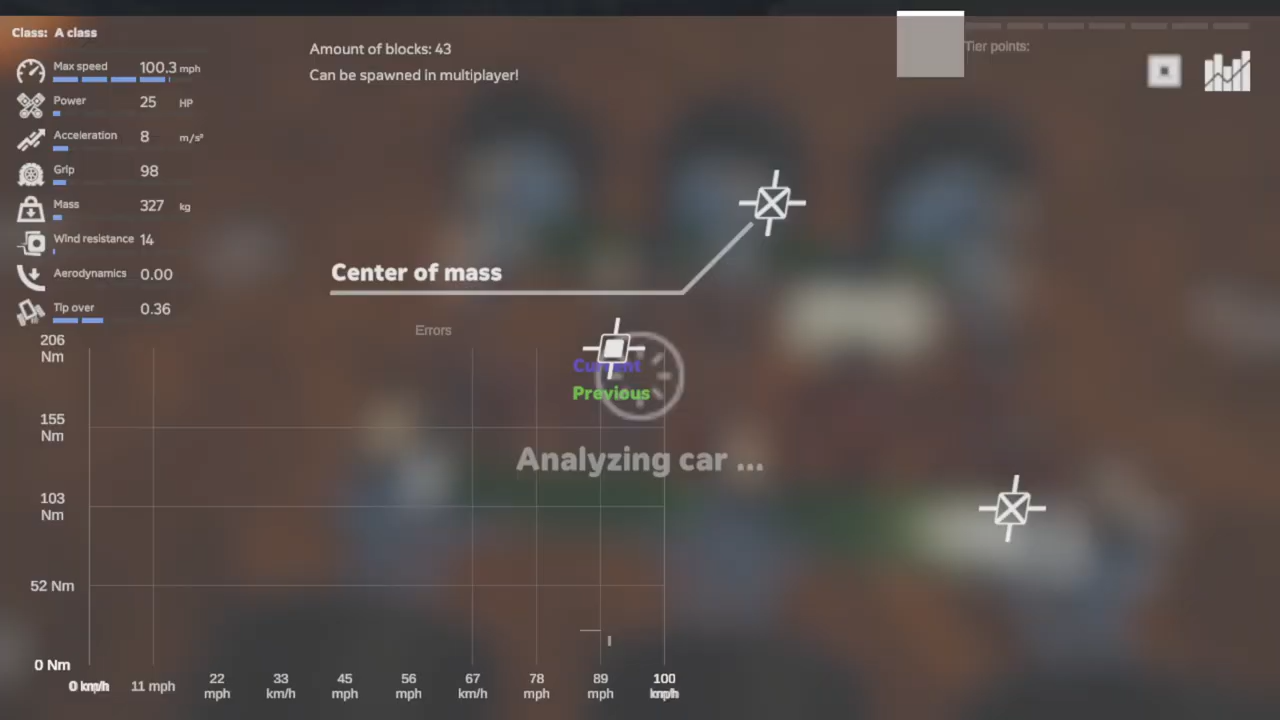 Class: A class
Max speed 100.3 mph
Power 25 HP
Acceleration 8 m/s²
Grip 98
Mass 327 kg
Wind resistance 14
Aerodynamics 0.00
Tip over 0.36
Amount of blocks: 43
Can be spawned in multiplayer!
Tier points:
Center of mass
Errors
Current
Previous
Analyzing car ...
206
Nm
155
Nm
103
Nm
52 Nm
0 Nm
0 11 mph
22
mph
33
km/h
45
mph
56
mph
67
km/h
78
mph
89
mph
100